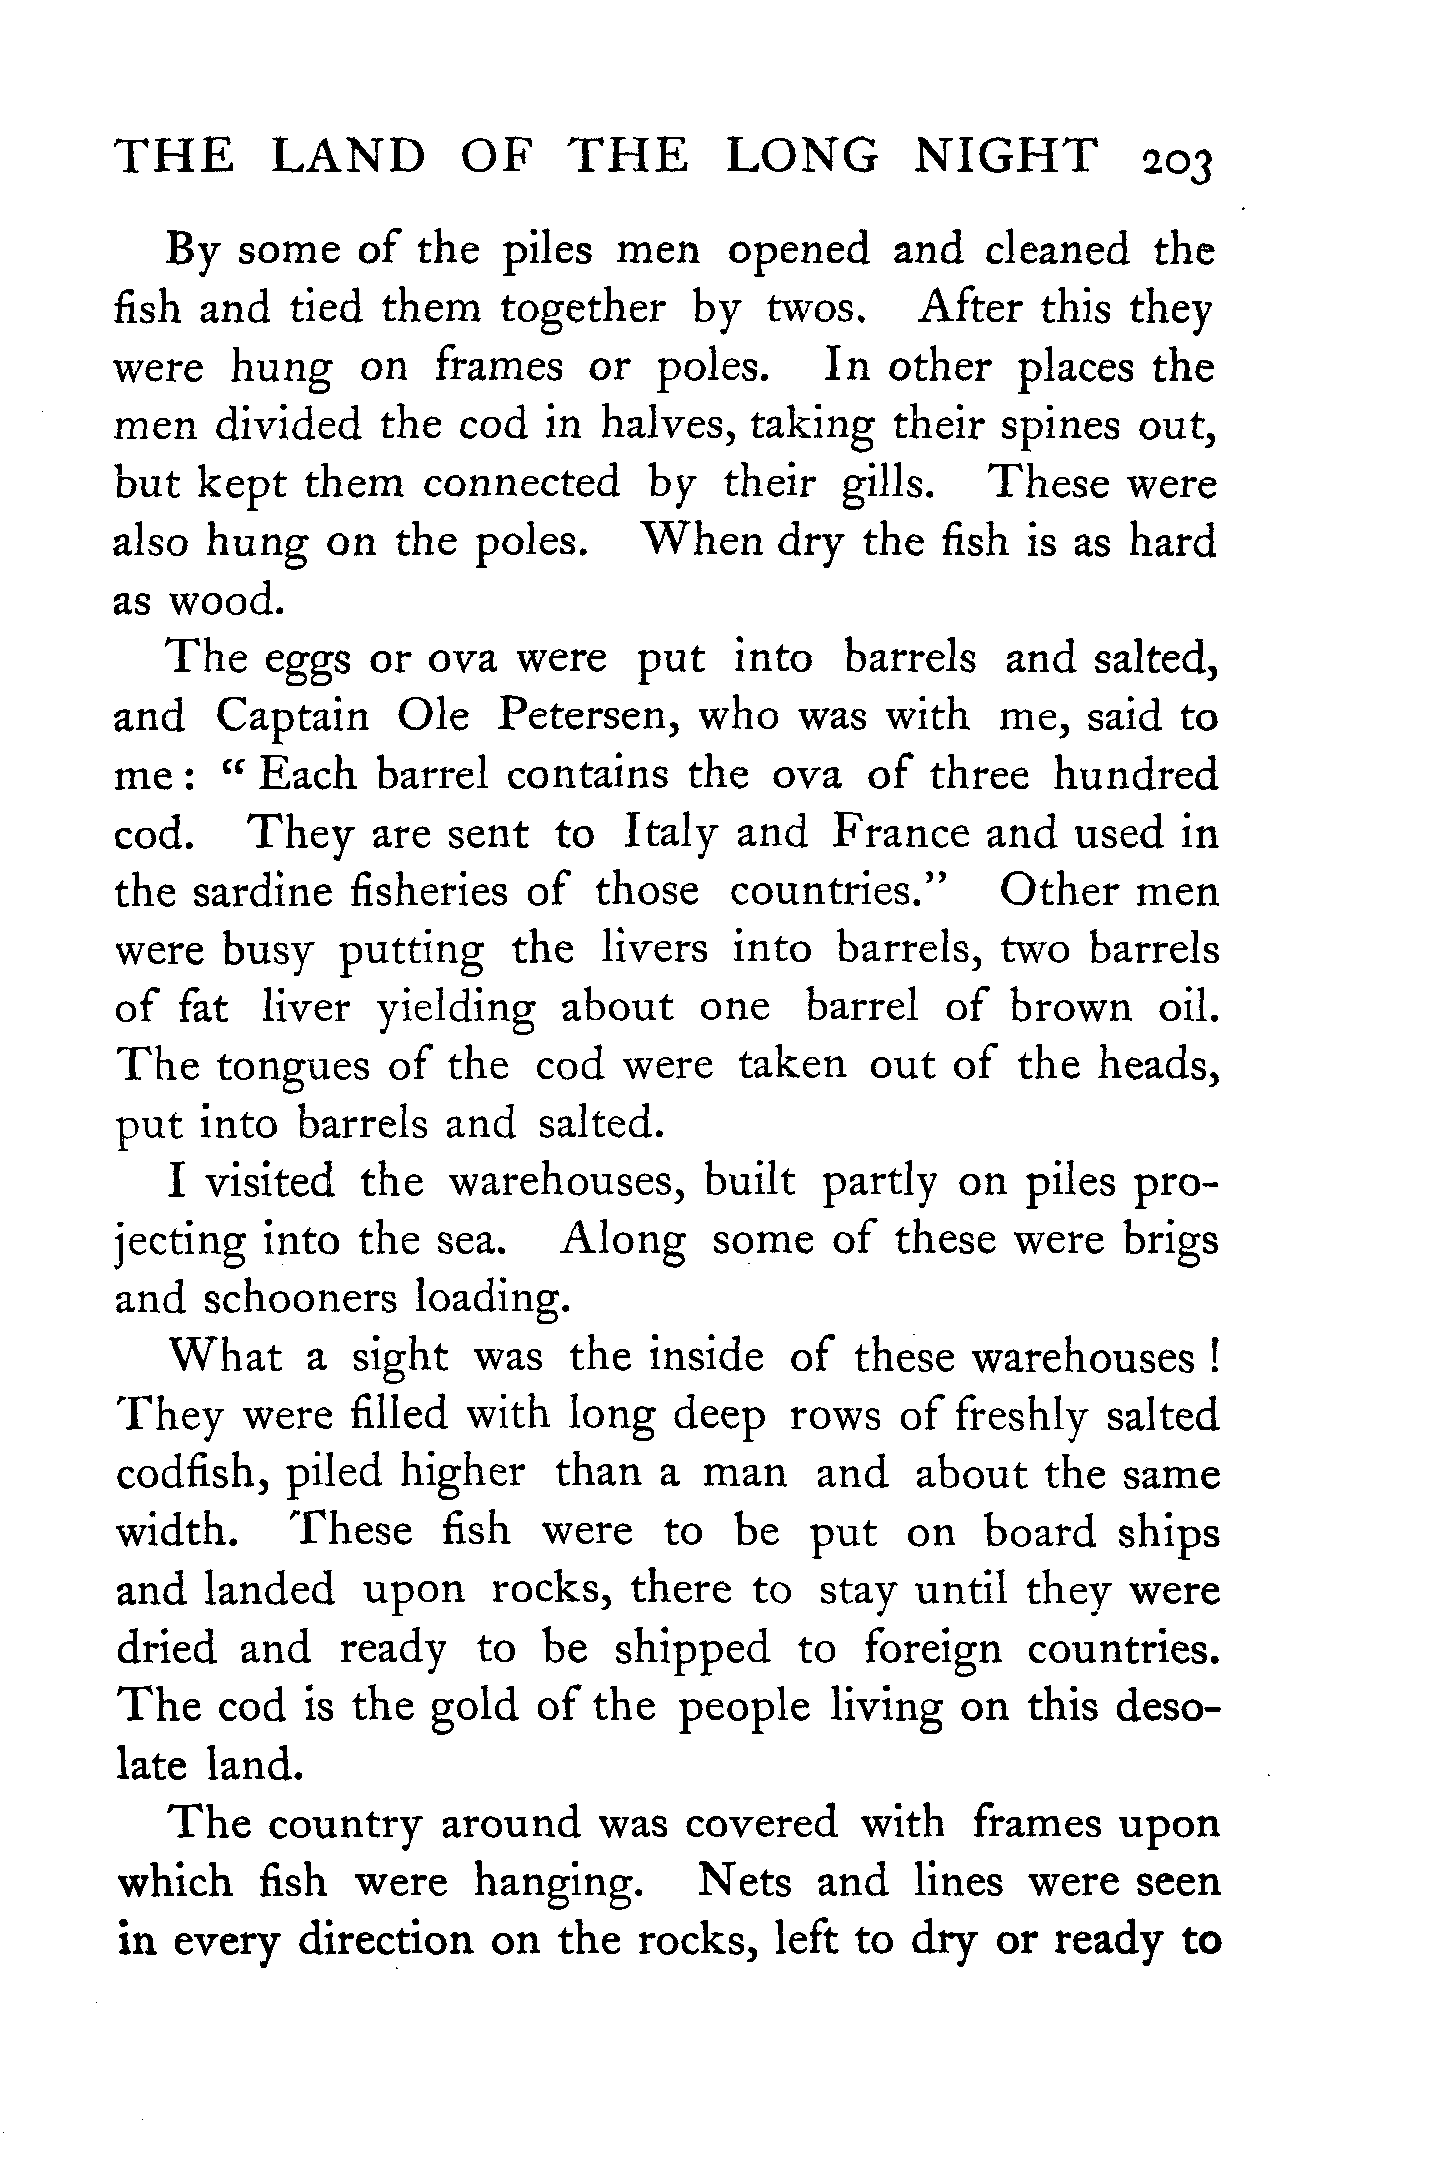 THE LAND OF THE LONG NIGHT 203
By some of the piles men opened and cleaned the
fish and tied them together by twos. After this they
were hung on frames or poles. In other places the
men divided the cod in halves, taking their spines out,
but kept them connected by their gills. These were
also hung on the poles. When dry the fish is as hard
as wood.
The eggs or ova were put into barrels and salted,
and Captain Ole Petersen, who was with me, said to
me: “Each barrel contains the ova of three hundred
cod. They are sent to Italy and France and used in
the sardine fisheries of those countries.” Other men
were busy putting the livers into barrels, two barrels
of fat liver yielding about one barrel of brown oil.
The tongues of the cod were taken out of the heads,
put into barrels and salted.
I visited the warehouses, built partly on piles pro-
jecting into the sea. Along some of these were brigs
and schooners loading.
What a sight was the inside of these warehouses!
They were filled with long deep rows of freshly salted
codfish, piled higher than a man and about the same
width. These fish were to be put on board ships
and landed upon rocks, there to stay until they were
dried and ready to be shipped to foreign countries.
The cod is the gold of the people living on this deso-
late land.
The country around was covered with frames upon
which fish were hanging. Nets and lines were seen
in every direction on the rocks, left to dry or ready to